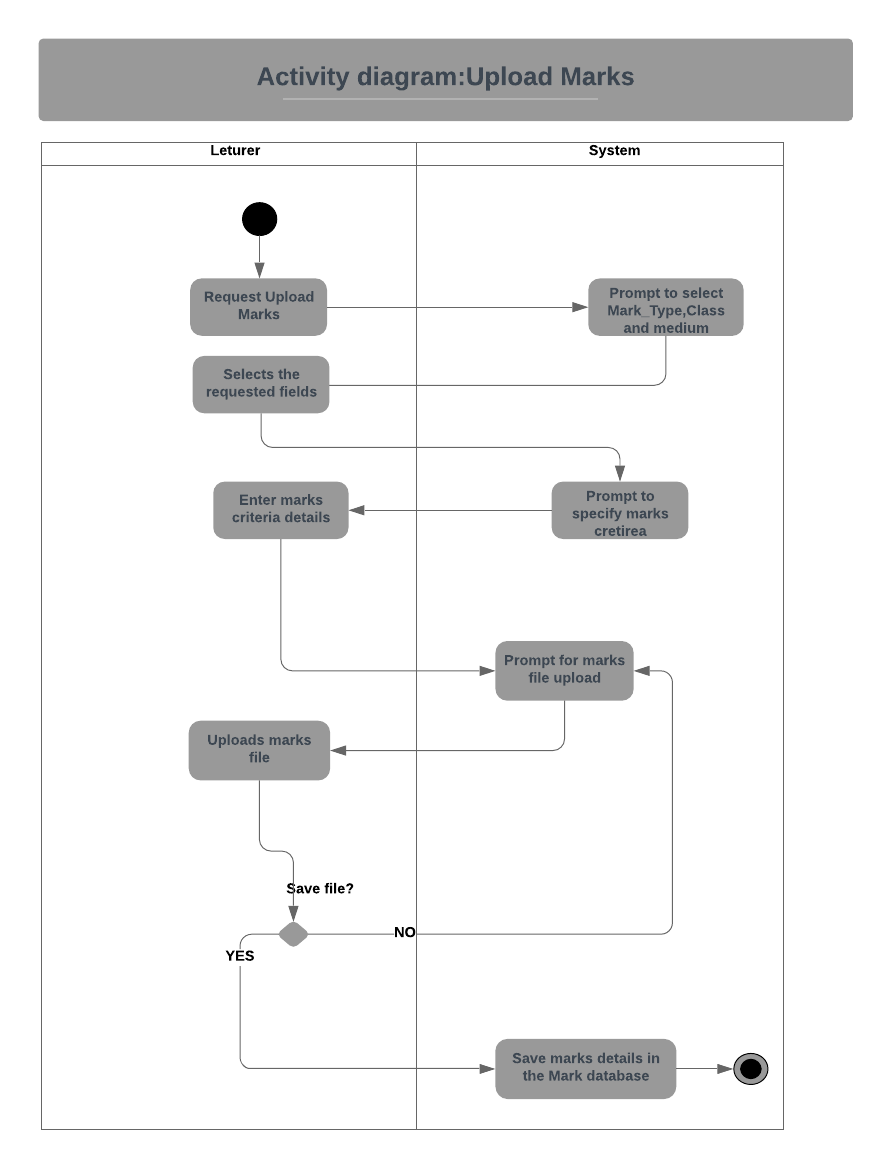 Activity diagram:Upload Marks
Leturer
System
Request Upload
Marks
Prompt to select
Mark_Type,Class
and medium
Selects the
requested fields
Enter marks
criteria details
Prompt to
specify marks
cretirea
Prompt for marks
file upload
Uploads marks
file
Save file?
NO
YES
Save marks details in
the Mark database